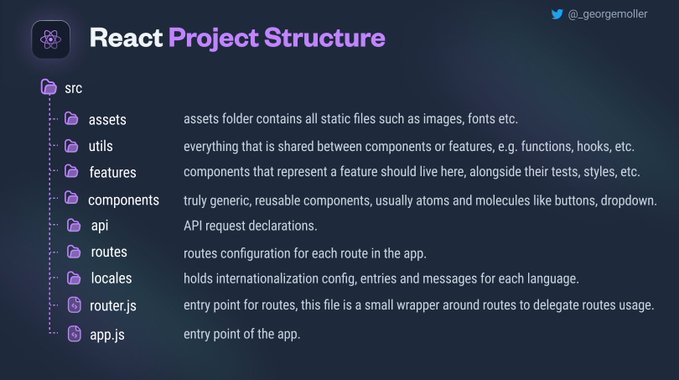 @_georgemoller
React Project Structure
src
assets assets folder contains all static files such as images, fonts etc.
utils everything that is shared between components or features, e.g. functions, hooks, etc.
features components that represent a feature should live here, alongside their tests, styles, etc.
components truly generic, reusable components, usually atoms and molecules like buttons, dropdown.
api API request declarations.
routes routes configuration for each route in the app.
locales holds internationalization config, entries and messages for each language.
router.js entry point for routes, this file is a small wrapper around routes to delegate routes usage.
app.js entry point of the app.